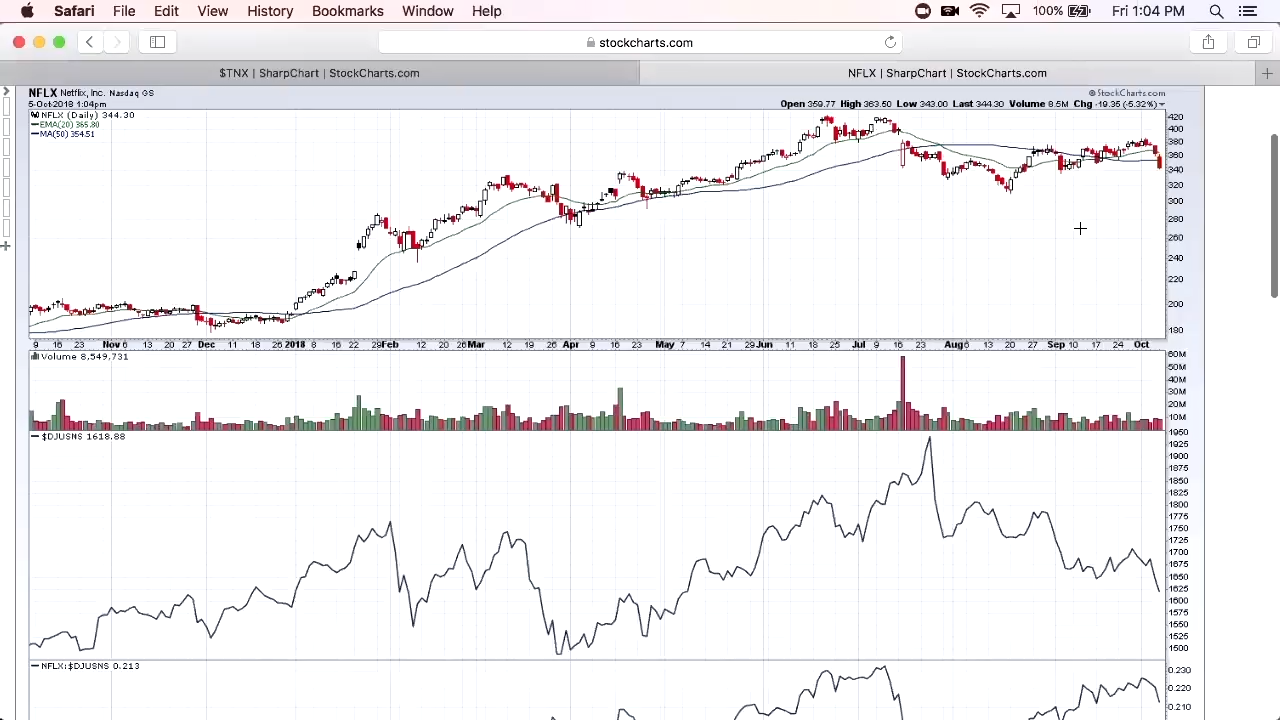 Safari File Edit View History Bookmarks Window Help 100% Fri 1:04 PM
stockcharts.com
$TNX | SharpChart | StockCharts.com NFLX | SharpChart | StockCharts.com
NFLX Netflix, Inc. Nasdaq GS © StockCharts.com
5-Oct-2018 1:04pm Open 359.77 High 363.50 Low 343.00 Last 344.30 Volume 8.5M Chg -19.35 (-5.32%)
NFLX (Daily) 344.30
EMA(20) 365.80
MA(50) 354.51
420
400
380
360
340
320
300
280
260
240
220
200
180
9 16 23 Nov 6 13 20 27 Dec 11 18 26 2018 8 16 22 29 Feb 12 20 26 Mar 12 19 26 Apr 9 16 23 May 7 14 21 29 Jun 11 18 25 Jul 9 16 23 Aug 6 13 20 27 Sep 10 17 24 Oct
Volume 8,549,731
60M
50M
40M
30M
20M
10M
$DJUSNS 1618.88
1950
1925
1900
1875
1850
1825
1800
1775
1750
1725
1700
1675
1650
1625
1600
1575
1550
1525
1500
NFLX:$DJUSNS 0.213
0.230
0.220
0.210